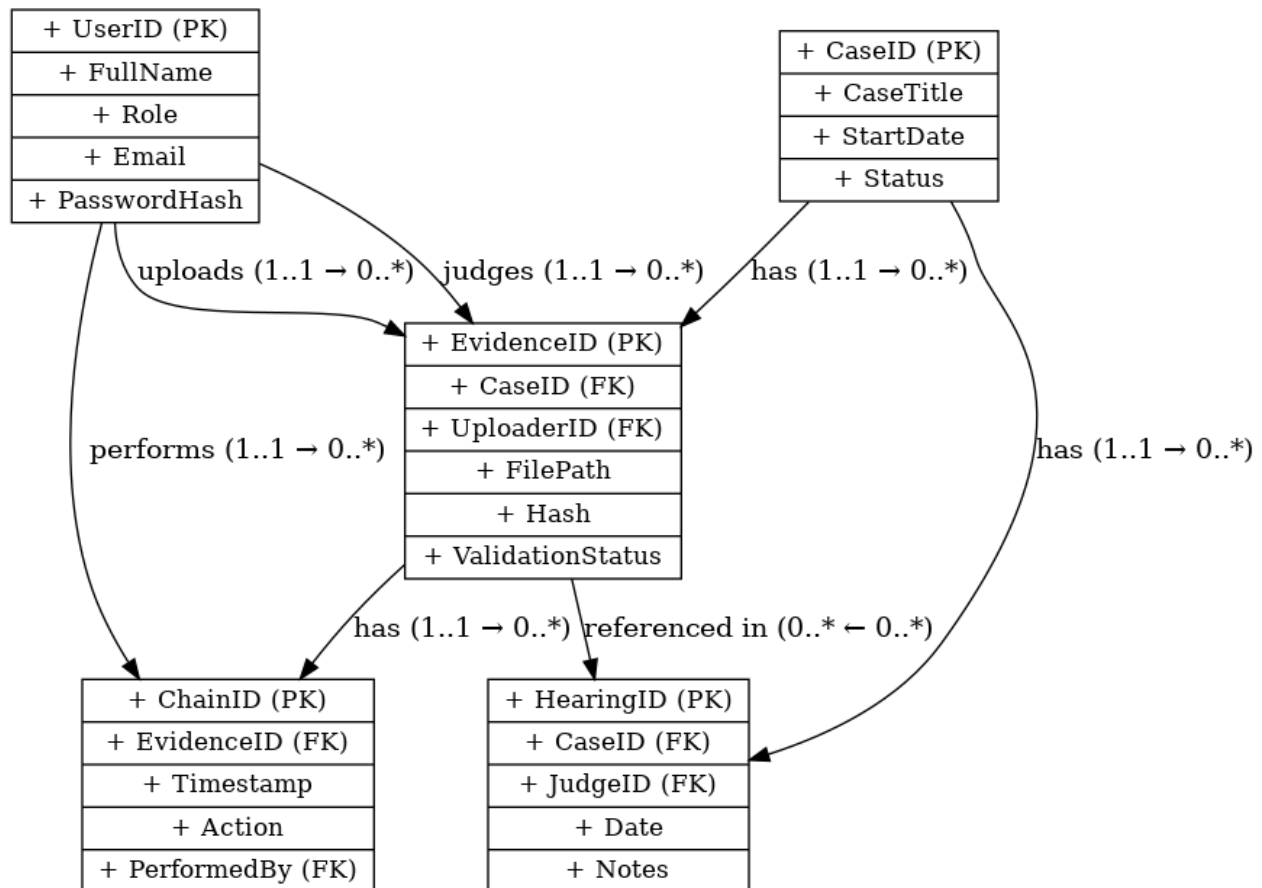 + UserID (PK)
+ FullName
+ Role
+ Email
+ PasswordHash
+ CaseID (PK)
+ CaseTitle
+ StartDate
+ Status
uploads (1..1 → 0..*)
judges (1..1 → 0..*)
has (1..1 → 0..*)
+ EvidenceID (PK)
+ CaseID (FK)
+ UploaderID (FK)
+ FilePath
+ Hash
+ ValidationStatus
performs (1..1 → 0..*)
has (1..1 → 0..*)
has (1..1 → 0..*)
referenced in (0..* ← 0..*)
+ ChainID (PK)
+ EvidenceID (FK)
+ Timestamp
+ Action
+ PerformedBy (FK)
+ HearingID (PK)
+ CaseID (FK)
+ JudgeID (FK)
+ Date
+ Notes